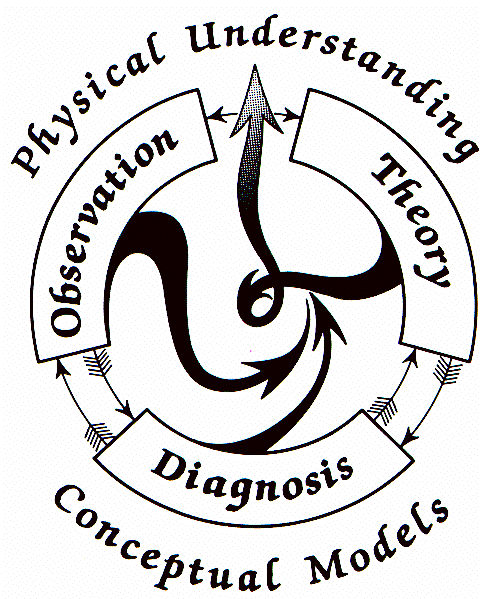 Physical Understanding
Observation
Theory
Diagnosis
Conceptual Models